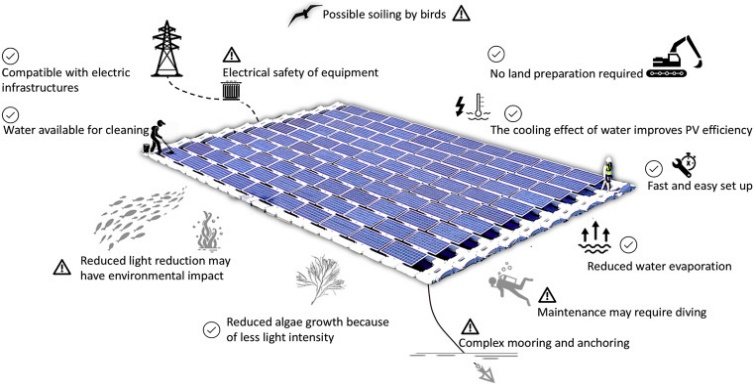 Possible soiling by birds
Compatible with electric
infrastructures
Electrical safety of equipment
No land preparation required
Water available for cleaning
The cooling effect of water improves PV efficiency
Fast and easy set up
Reduced light reduction may
have environmental impact
Reduced water evaporation
Maintenance may require diving
Reduced algae growth because
of less light intensity
Complex mooring and anchoring